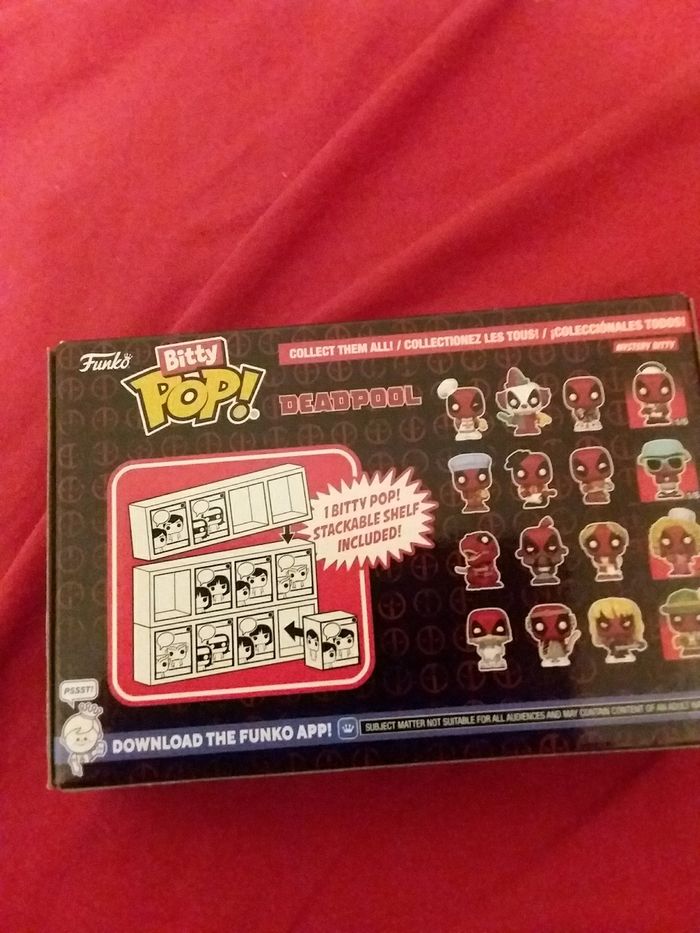 Funko
Bitty
POP!
COLLECT THEM ALL! / COLLECTIONEZ LES TOUS! / ¡COLECCIÓNALES TODOS!
MYSTERY BITTY
DEADPOOL
1 BITTY POP!
STACKABLE SHELF
INCLUDED!
PSSST!
DOWNLOAD THE FUNKO APP!
SUBJECT MATTER NOT SUITABLE FOR ALL AUDIENCES AND MAY CONTAIN CONTENT OF AN ADULT